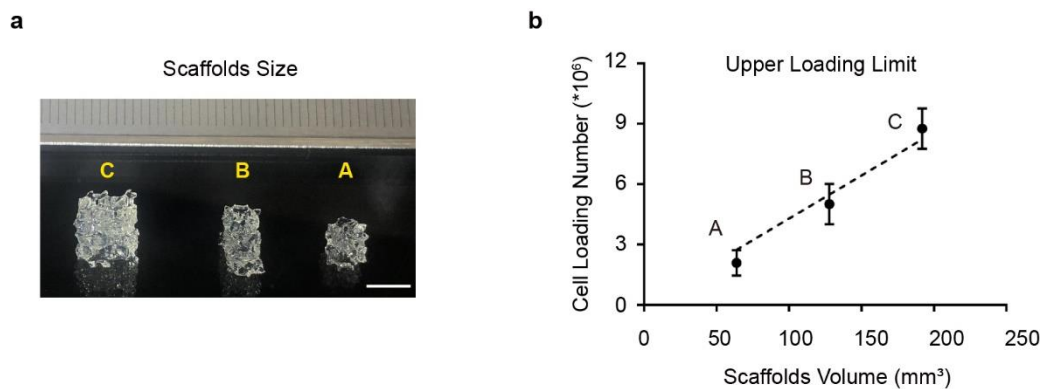 a
Scaffolds Size
C
B
A
b
Upper Loading Limit
Cell Loading Number (*10⁶)
12
9
6
3
0
A
B
C
0
50
100
150
200
250
Scaffolds Volume (mm³)